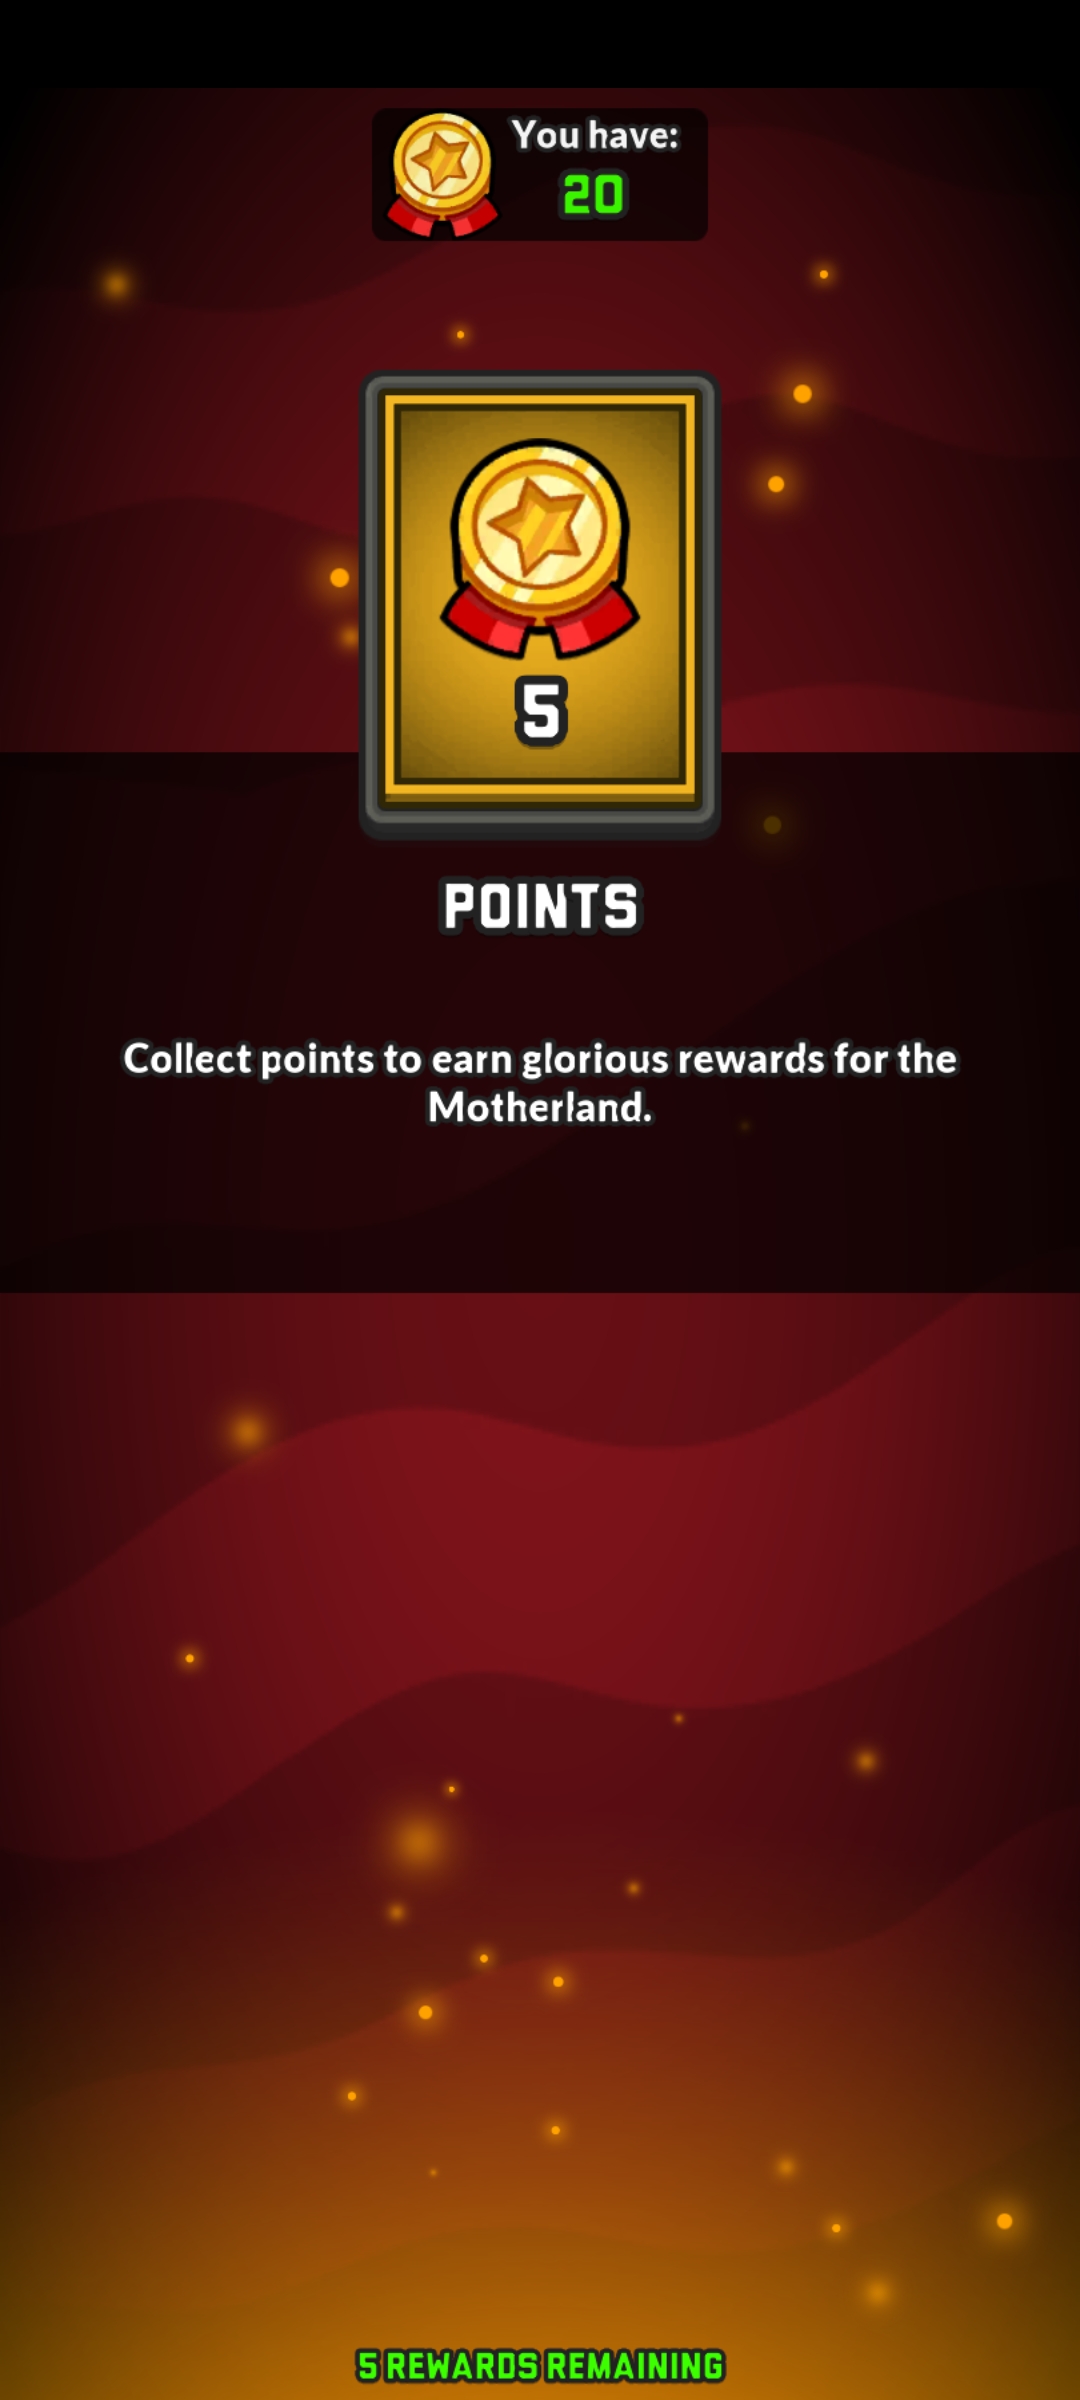 You have:
20
5
POINTS
Collect points to earn glorious rewards for the
Motherland.
5 REWARDS REMAINING